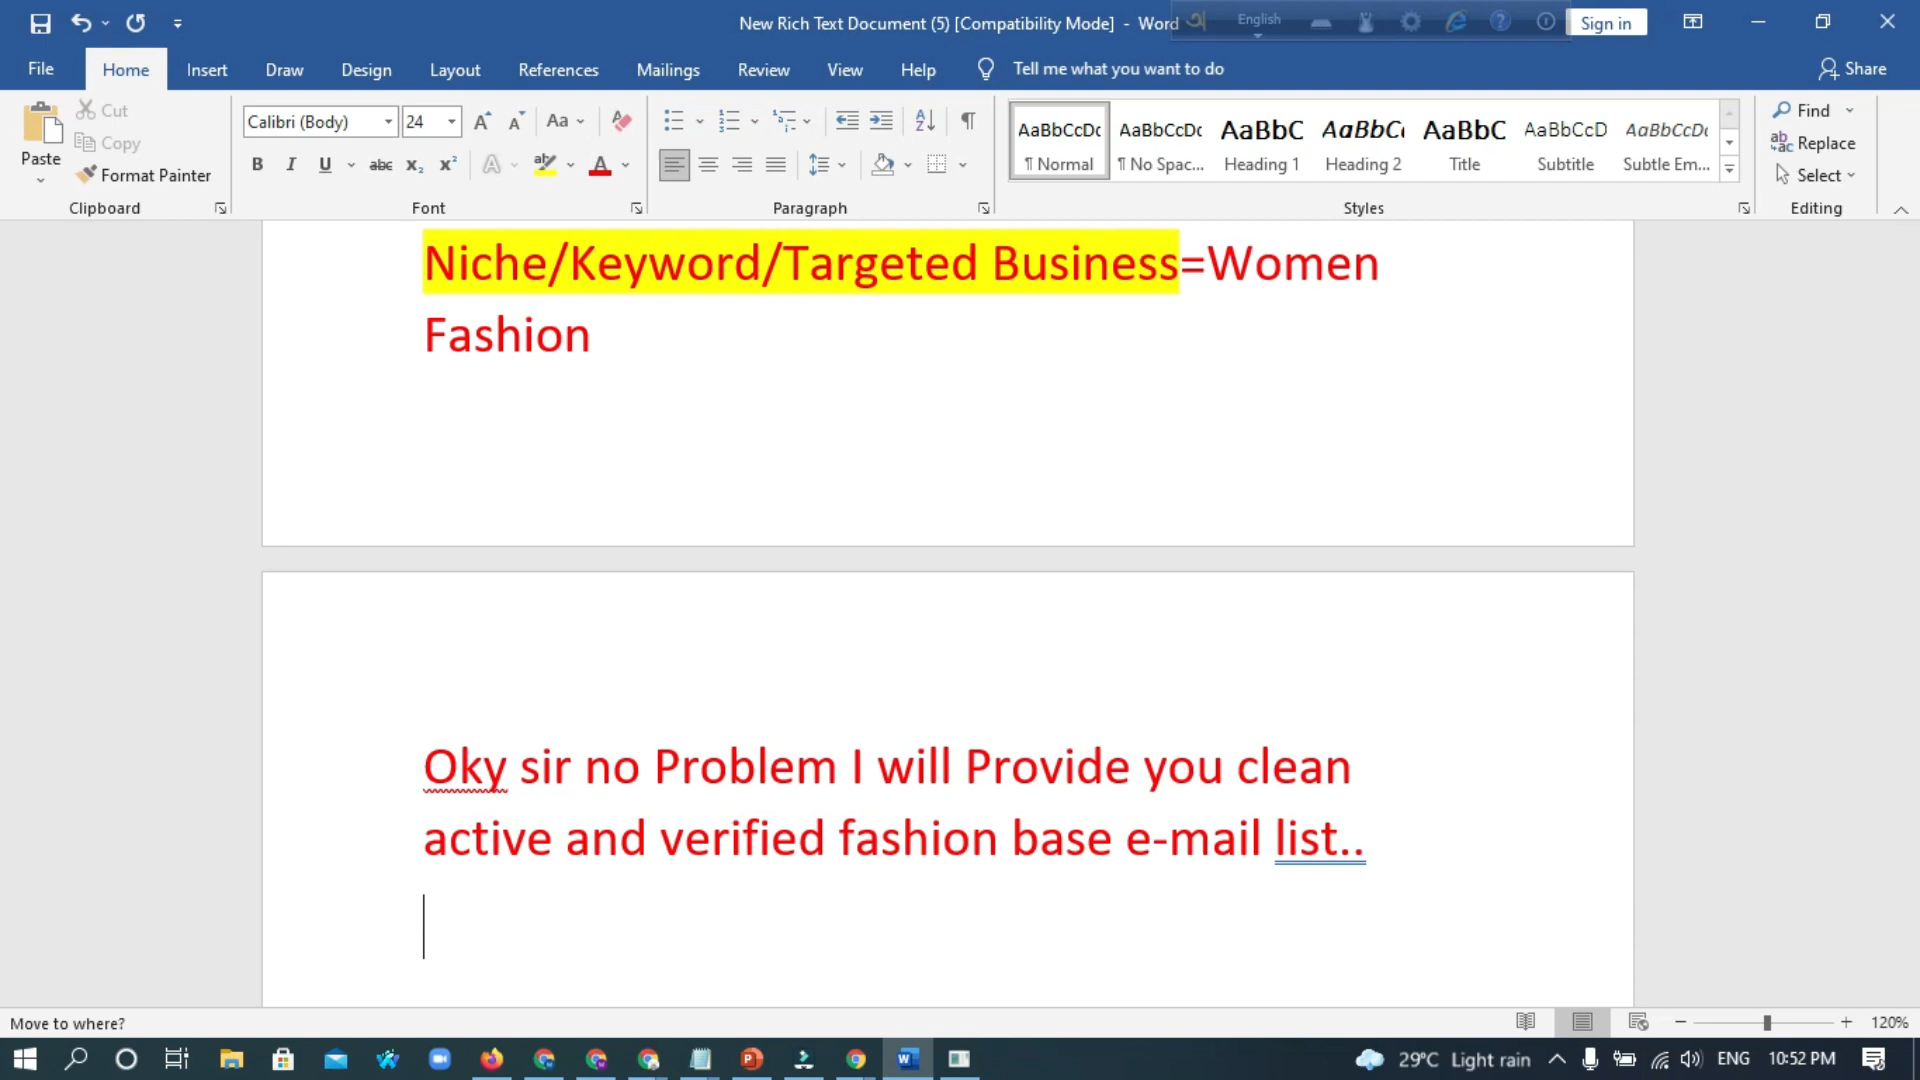 New Rich Text Document (5) [Compatibility Mode] - Word
English
Sign in
File Home Insert Draw Design Layout References Mailings Review View Help Tell me what you want to do Share
Paste
Cut
Copy
Format Painter
Clipboard
Calibri (Body) 24
Aa
B I U abc x₂ x² A A
Font
Paragraph
AaBbCcDc AaBbCcDc AaBbC AaBbCc AaBbC AaBbCcD AaBbCcDc
¶ Normal ¶ No Spac... Heading 1 Heading 2 Title Subtitle Subtle Em...
Styles
Find
Replace
Select
Editing
Niche/Keyword/Targeted Business=Women
Fashion
Oky sir no Problem I will Provide you clean
active and verified fashion base e-mail list..
Move to where?
120%
29°C Light rain ENG 10:52 PM